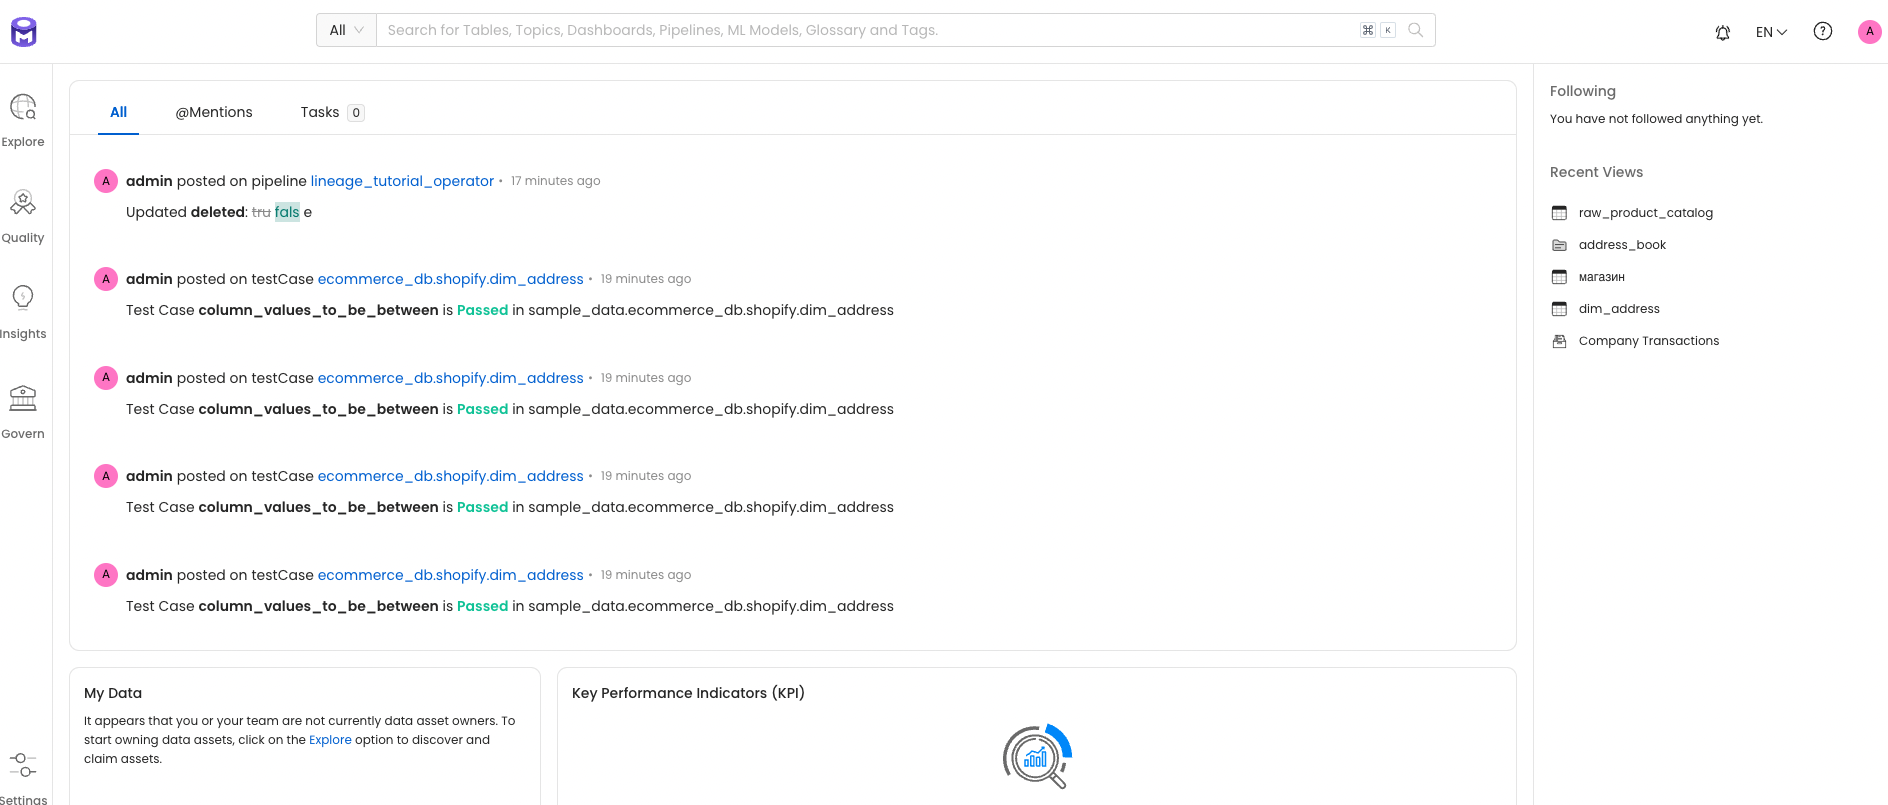 All Search for Tables, Topics, Dashboards, Pipelines, ML Models, Glossary and Tags. ⌘ K EN A
Explore
Quality
Insights
Govern
Settings
All @Mentions Tasks 0
A admin posted on pipeline lineage_tutorial_operator • 17 minutes ago
Updated deleted: tru fals e
A admin posted on testCase ecommerce_db.shopify.dim_address • 19 minutes ago
Test Case column_values_to_be_between is Passed in sample_data.ecommerce_db.shopify.dim_address
A admin posted on testCase ecommerce_db.shopify.dim_address • 19 minutes ago
Test Case column_values_to_be_between is Passed in sample_data.ecommerce_db.shopify.dim_address
A admin posted on testCase ecommerce_db.shopify.dim_address • 19 minutes ago
Test Case column_values_to_be_between is Passed in sample_data.ecommerce_db.shopify.dim_address
A admin posted on testCase ecommerce_db.shopify.dim_address • 19 minutes ago
Test Case column_values_to_be_between is Passed in sample_data.ecommerce_db.shopify.dim_address
My Data
It appears that you or your team are not currently data asset owners. To
start owning data assets, click on the Explore option to discover and
claim assets.
Key Performance Indicators (KPI)
Following
You have not followed anything yet.
Recent Views
raw_product_catalog
address_book
магазин
dim_address
Company Transactions